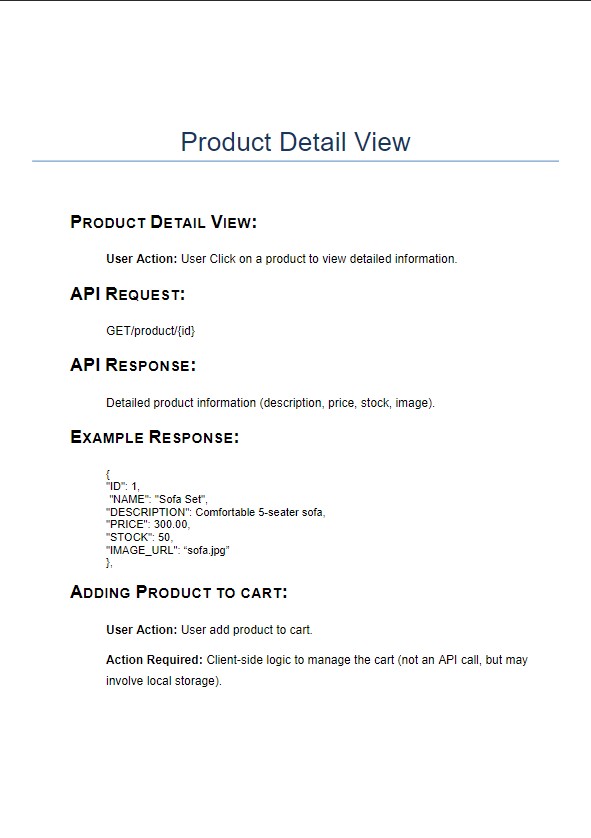 Product Detail View
PRODUCT DETAIL VIEW:
User Action: User Click on a product to view detailed information.
API REQUEST:
GET/product/{id}
API RESPONSE:
Detailed product information (description, price, stock, image).
EXAMPLE RESPONSE:
{
"ID": 1,
"NAME": "Sofa Set",
"DESCRIPTION": Comfortable 5-seater sofa,
"PRICE": 300.00,
"STOCK": 50,
"IMAGE_URL": “sofa.jpg”
},
ADDING PRODUCT TO CART:
User Action: User add product to cart.
Action Required: Client-side logic to manage the cart (not an API call, but may
involve local storage).